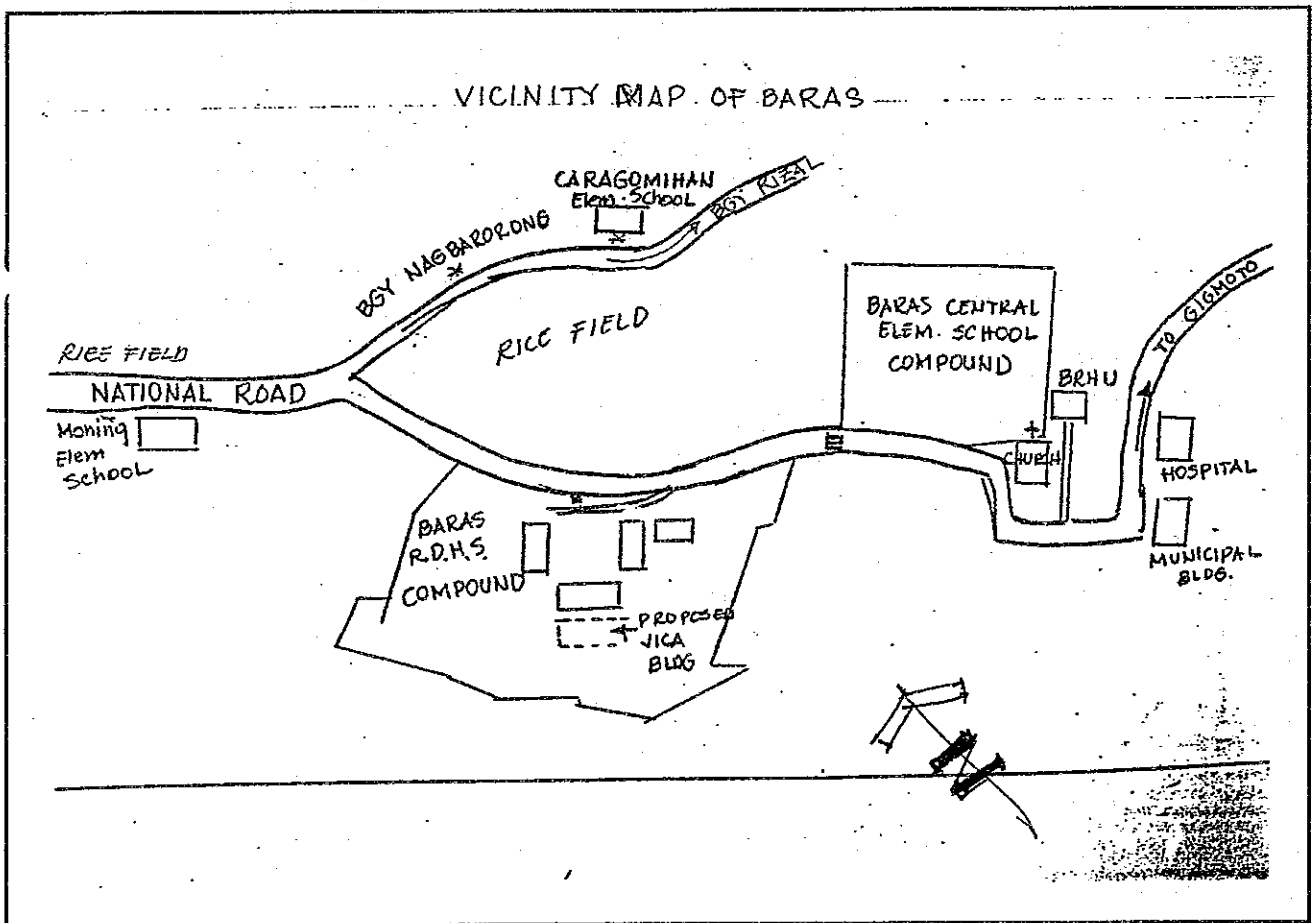 VICINITY MAP OF BARAS
CARAGOMIHAN
Elem. School
BGY RIZAL
BGY NAGBARORONG
RICE FIELD
BARAS CENTRAL
ELEM. SCHOOL
COMPOUND
TO GIGMOTO
RICE FIELD
NATIONAL ROAD
BRHU
Moning
Elem
School
CHURCH
HOSPITAL
BARAS
R.D.H.S.
COMPOUND
MUNICIPAL
BLDG.
PROPOSED
JICA
BLDG
N